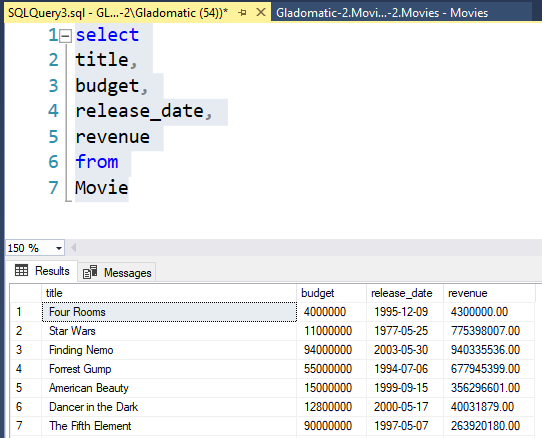 SQLQuery3.sql - GL...-2\Gladomatic (54))* Gladomatic-2.Movi...-2.Movies - Movies
1 select
2 title,
3 budget,
4 release_date,
5 revenue
6 from
7 Movie
150 %
Results Messages
title budget release_date revenue
1 Four Rooms 4000000 1995-12-09 4300000.00
2 Star Wars 11000000 1977-05-25 775398007.00
3 Finding Nemo 94000000 2003-05-30 940335536.00
4 Forrest Gump 55000000 1994-07-06 677945399.00
5 American Beauty 15000000 1999-09-15 356296601.00
6 Dancer in the Dark 12800000 2000-05-17 40031879.00
7 The Fifth Element 90000000 1997-05-07 263920180.00